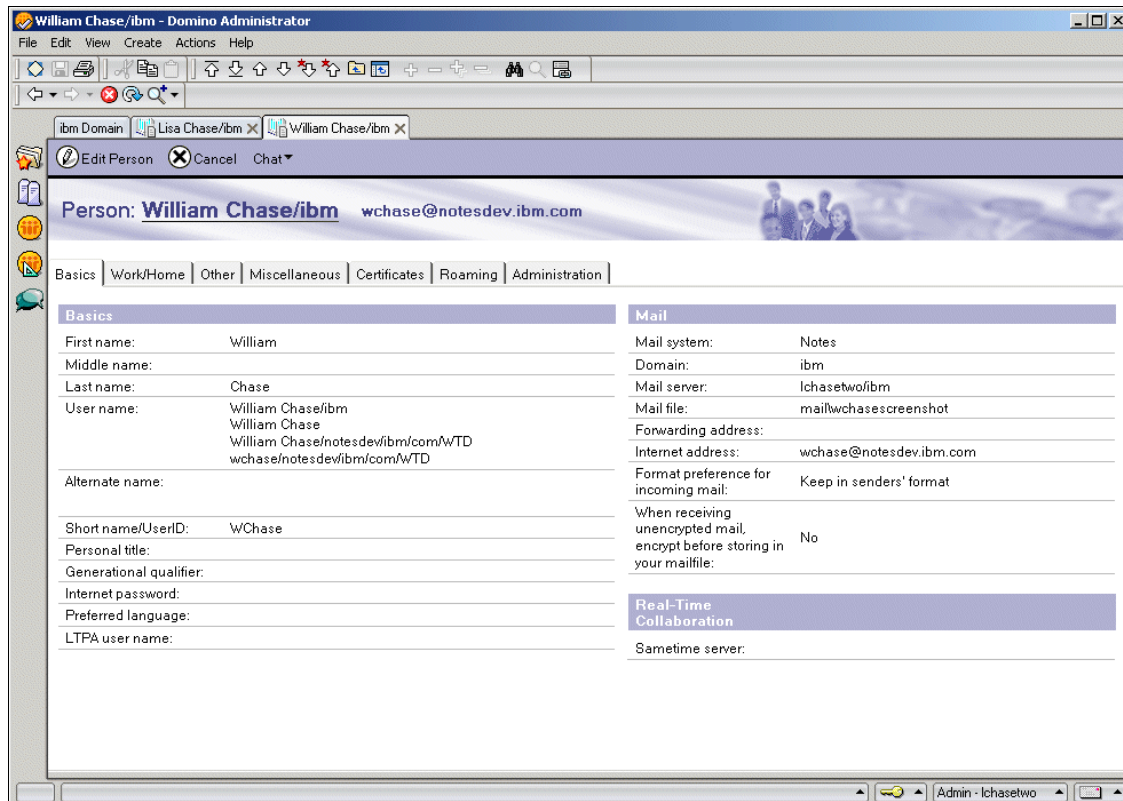 William Chase/ibm - Domino Administrator
File Edit View Create Actions Help
ibm Domain Lisa Chase/ibm William Chase/ibm
Edit Person Cancel Chat
Person: William Chase/ibm wchase@notesdev.ibm.com
Basics Work/Home Other Miscellaneous Certificates Roaming Administration
Basics
First name: William
Middle name:
Last name: Chase
User name: William Chase/ibm
William Chase
William Chase/notesdev/ibm/com/WTD
wchase/notesdev/ibm/com/WTD
Alternate name:
Short name/UserID: WChase
Personal title:
Generational qualifier:
Internet password:
Preferred language:
LTPA user name:
Mail
Mail system: Notes
Domain: ibm
Mail server: lchasetwo/ibm
Mail file: mail\wchasescreenshot
Forwarding address:
Internet address: wchase@notesdev.ibm.com
Format preference for
incoming mail: Keep in senders' format
When receiving
unencrypted mail,
encrypt before storing in
your mailfile: No
Real-Time
Collaboration
Sametime server:
Admin - lchasetwo